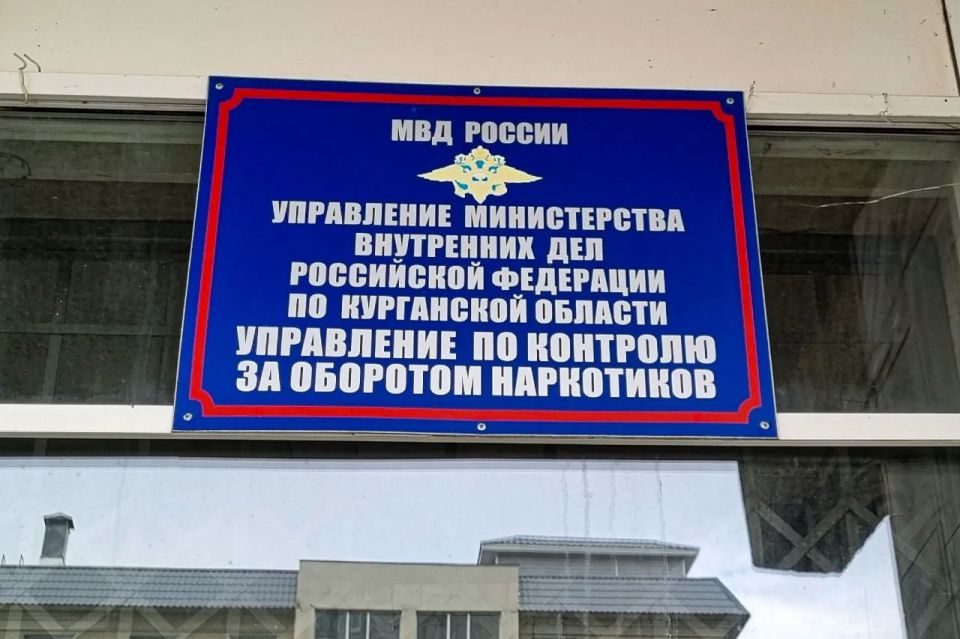 МВД РОССИИ
УПРАВЛЕНИЕ МИНИСТЕРСТВА
ВНУТРЕННИХ ДЕЛ
РОССИЙСКОЙ ФЕДЕРАЦИИ
ПО КУРГАНСКОЙ ОБЛАСТИ
УПРАВЛЕНИЕ ПО КОНТРОЛЮ
ЗА ОБОРОТОМ НАРКОТИКОВ